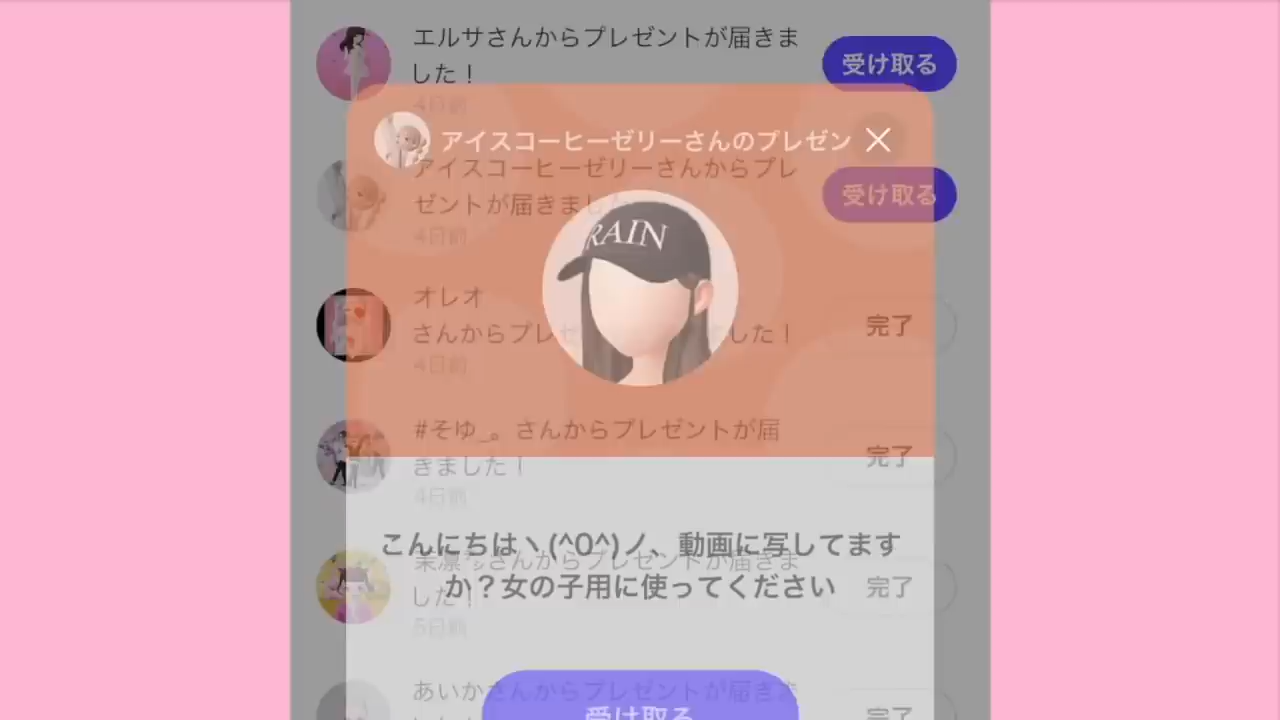 エルサさんからプレゼントが届きま
した！
受け取る
4日前
アイスコーヒーゼリーさんのプレゼン
アイスコーヒーゼリーさんからプレ
ゼントが届きました
受け取る
4日前
RAIN
オレオ
さんからプレゼ
ました！
完了
4日前
#そゆ_。さんからプレゼントが届
きました！
完了
4日前
こんにちはヽ(^O^)ノ、動画に写してます
か？女の子用に使ってください
さんからプレゼントが届きま
した！
完了
5日前
あいかさんからプレゼントが届きま
受け取る
完了